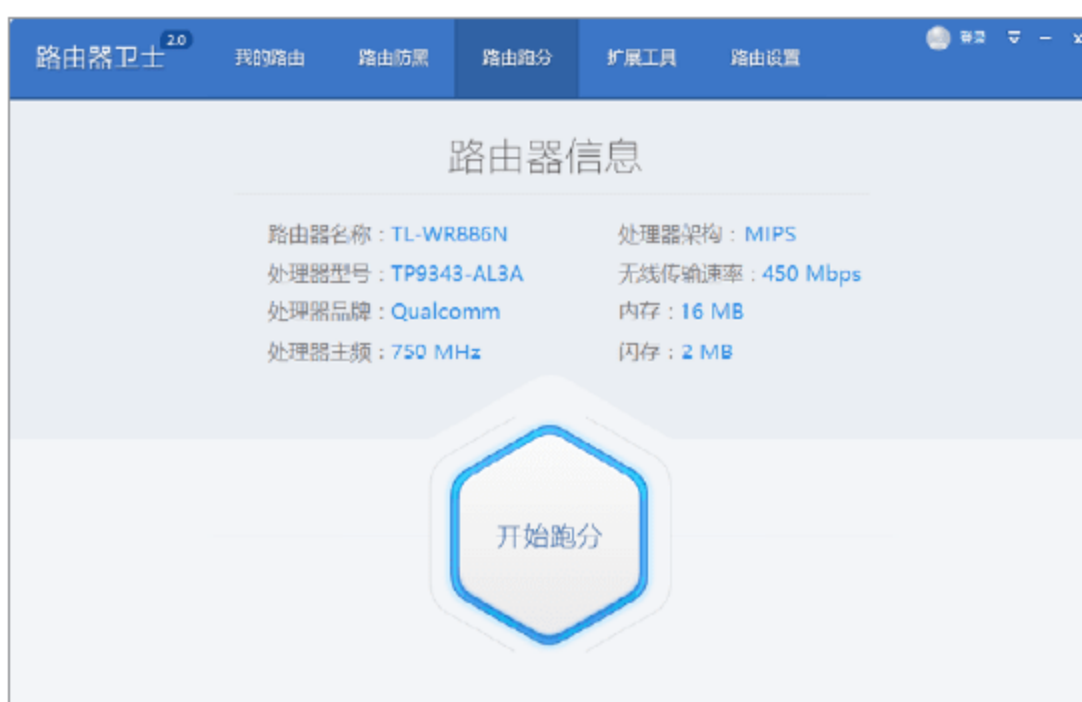 路由器卫士 2.0 我的路由 路由防黑 路由跑分 扩展工具 路由设置 登录
路由器信息
路由器名称：TL-WR886N 处理器架构：MIPS
处理器型号：TP9343-AL3A 无线传输速率：450 Mbps
处理器品牌：Qualcomm 内存：16 MB
处理器主频：750 MHz 闪存：2 MB
开始跑分